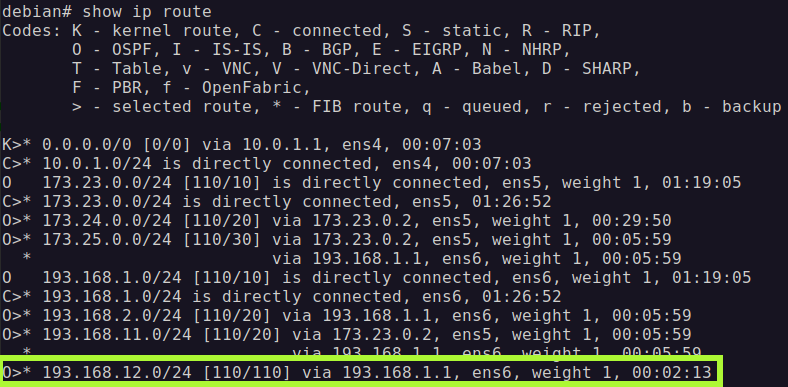 debian# show ip route
Codes: K - kernel route, C - connected, S - static, R - RIP,
       O - OSPF, I - IS-IS, B - BGP, E - EIGRP, N - NHRP,
       T - Table, v - VNC, V - VNC-Direct, A - Babel, D - SHARP,
       F - PBR, f - OpenFabric,
       > - selected route, * - FIB route, q - queued, r - rejected, b - backup

K>* 0.0.0.0/0 [0/0] via 10.0.1.1, ens4, 00:07:03
C>* 10.0.1.0/24 is directly connected, ens4, 00:07:03
O   173.23.0.0/24 [110/10] is directly connected, ens5, weight 1, 01:19:05
C>* 173.23.0.0/24 is directly connected, ens5, 01:26:52
O>* 173.24.0.0/24 [110/20] via 173.23.0.2, ens5, weight 1, 00:29:50
O>* 173.25.0.0/24 [110/30] via 173.23.0.2, ens5, weight 1, 00:05:59
  *                        via 193.168.1.1, ens6, weight 1, 00:05:59
O   193.168.1.0/24 [110/10] is directly connected, ens6, weight 1, 01:19:05
C>* 193.168.1.0/24 is directly connected, ens6, 01:26:52
O>* 193.168.2.0/24 [110/20] via 193.168.1.1, ens6, weight 1, 00:05:59
O>* 193.168.11.0/24 [110/20] via 173.23.0.2, ens5, weight 1, 00:05:59
  *                          via 193.168.1.1, ens6, weight 1, 00:05:59
O>* 193.168.12.0/24 [110/110] via 193.168.1.1, ens6, weight 1, 00:02:13